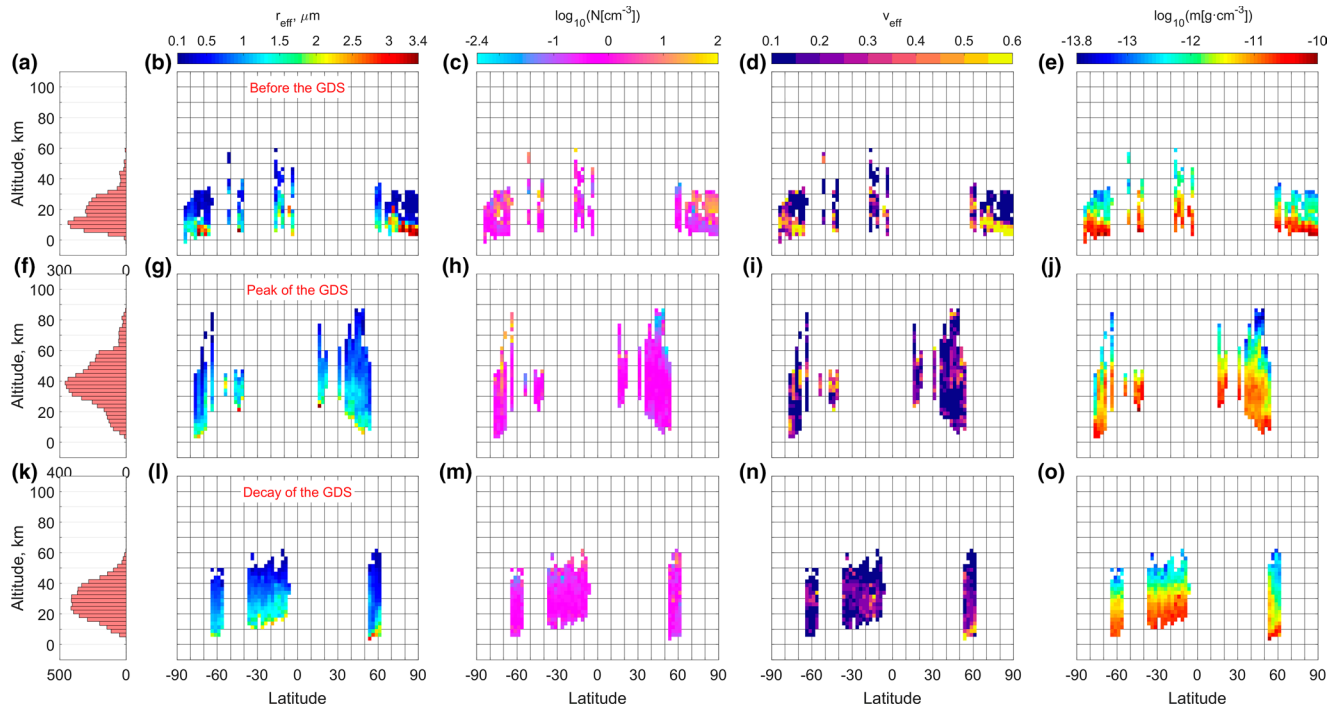 r_eff, μm
log₁₀(N[cm⁻³])
v_eff
log₁₀(m[g·cm⁻³])
0.1 0.5 1 1.5 2 2.5 3 3.4
-2.4 -1 0 1 2
0.1 0.2 0.3 0.4 0.5 0.6
-13.8 -13 -12 -11 -10
(a) (b) (c) (d) (e)
Before the GDS
Altitude, km
100
80
60
40
20
0
300 0
(f) (g) (h) (i) (j)
Peak of the GDS
Altitude, km
100
80
60
40
20
0
400 0
(k) (l) (m) (n) (o)
Decay of the GDS
Altitude, km
100
80
60
40
20
0
500 0
-90 -60 -30 0 30 60 90
-90 -60 -30 0 30 60 90
-90 -60 -30 0 30 60 90
-90 -60 -30 0 30 60 90
Latitude
Latitude
Latitude
Latitude